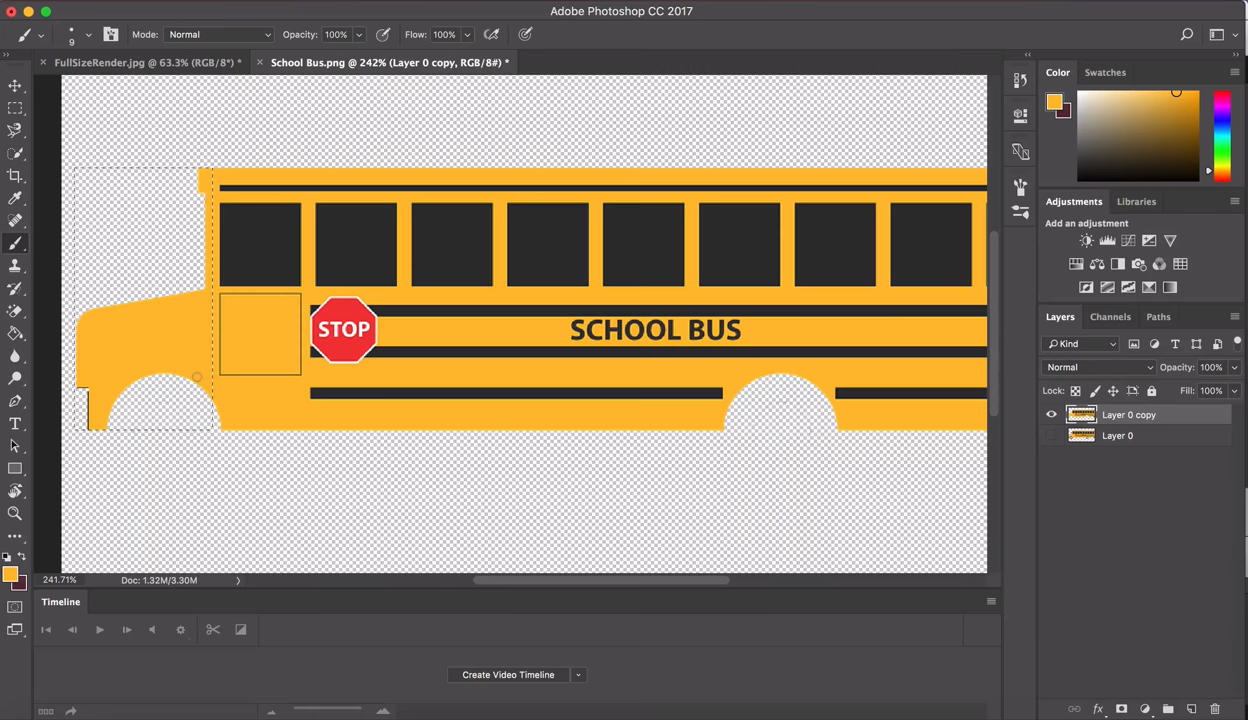 Adobe Photoshop CC 2017
9
Mode: Normal
Opacity: 100%
Flow: 100%
FullSizeRender.jpg @ 63.3% (RGB/8*) *
School Bus.png @ 242% (Layer 0 copy, RGB/8#) *
Color
Swatches
Adjustments
Libraries
Add an adjustment
STOP
SCHOOL BUS
Layers
Channels
Paths
Kind
Normal
Opacity: 100%
Lock:
Fill: 100%
Layer 0 copy
Layer 0
241.71%
Doc: 1.32M/3.30M
Timeline
Create Video Timeline
fx